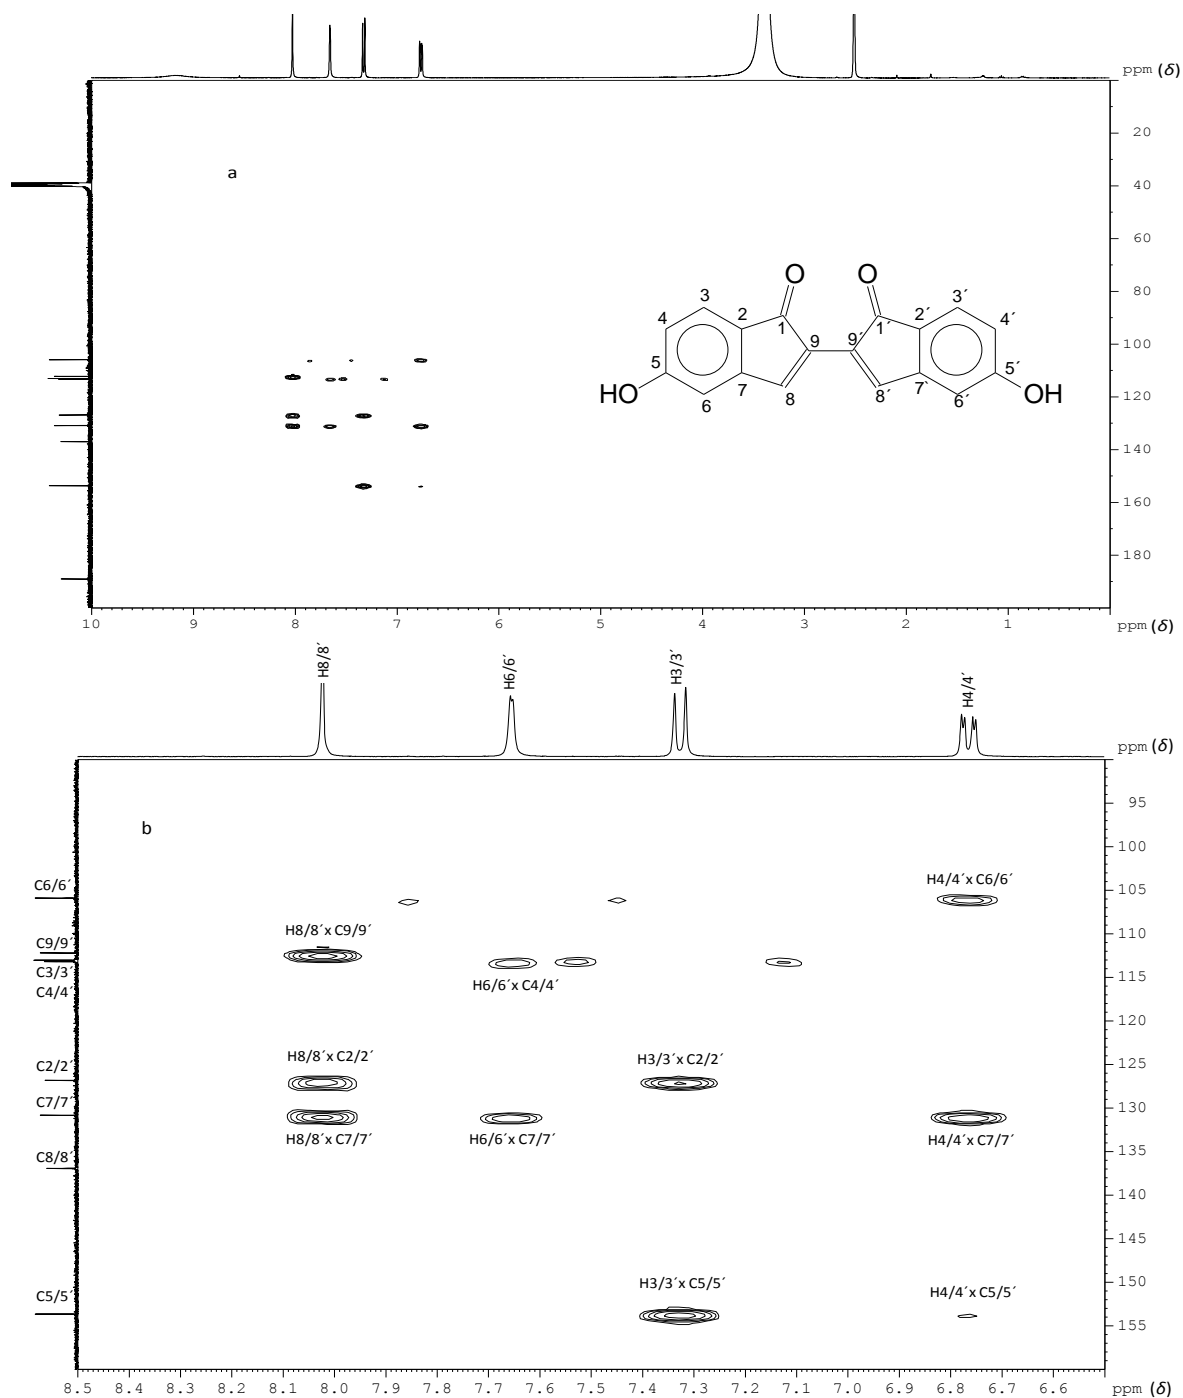 ppm (δ)
a
20
40
60
80
100
120
140
160
180
O O
3 3´
4 2 1 1´ 2´ 4´
5 9 9´ 5´
HO 6 7 8 8´ 7` 6´ OH
10 9 8 7 6 5 4 3 2 1 ppm (δ)
H8/8´ H6/6´ H3/3´ H4/4´
ppm (δ)
b
95
100
C6/6´ H4/4´x C6/6´
105
110
C9/9´ H8/8´x C9/9´
C3/3´
C4/4´ H6/6´x C4/4´
115
120
C2/2´ H8/8´x C2/2´ H3/3´x C2/2´
125
C7/7´
130
H8/8´x C7/7´ H6/6´x C7/7´ H4/4´x C7/7´
C8/8´
135
140
145
150
C5/5´ H3/3´x C5/5´ H4/4´x C5/5´
155
8.5 8.4 8.3 8.2 8.1 8.0 7.9 7.8 7.7 7.6 7.5 7.4 7.3 7.2 7.1 7.0 6.9 6.8 6.7 6.6 ppm (δ)